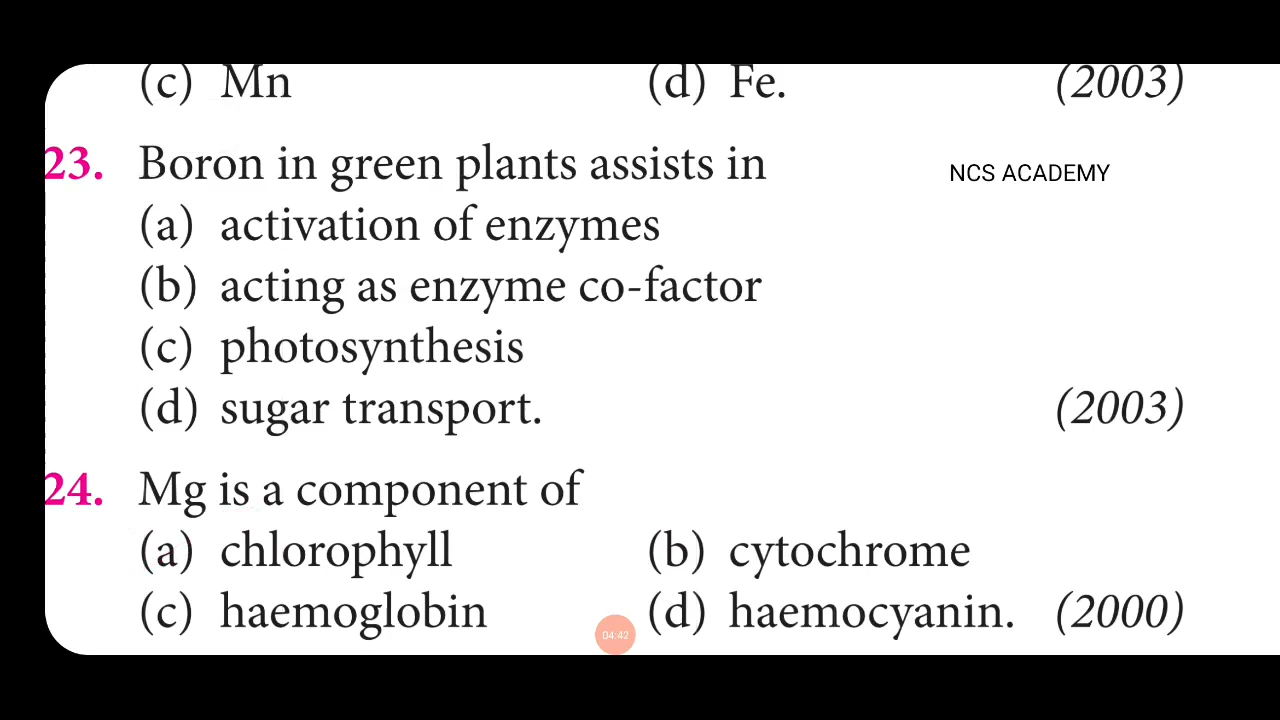 (c) Mn (d) Fe. (2003)
23. Boron in green plants assists in
NCS ACADEMY
(a) activation of enzymes
(b) acting as enzyme co-factor
(c) photosynthesis
(d) sugar transport. (2003)
24. Mg is a component of
(a) chlorophyll (b) cytochrome
(c) haemoglobin (d) haemocyanin. (2000)
04:42